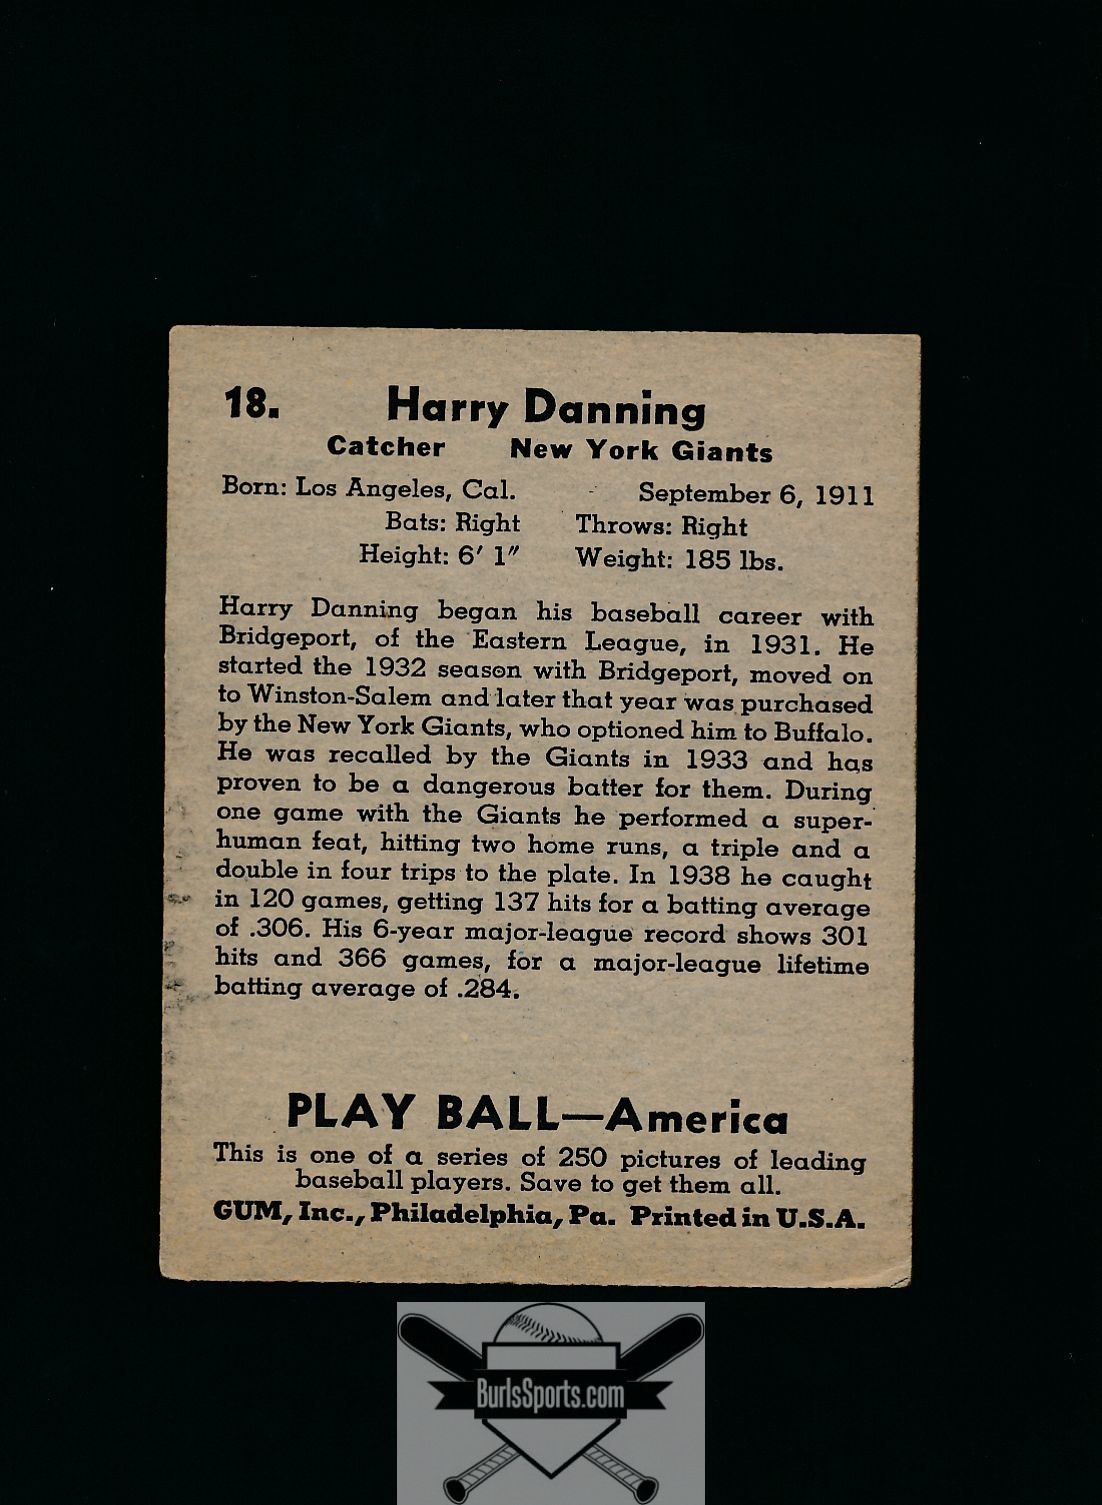 18. Harry Danning
Catcher New York Giants
Born: Los Angeles, Cal. September 6, 1911
Bats: Right Throws: Right
Height: 6' 1" Weight: 185 lbs.
Harry Danning began his baseball career with
Bridgeport, of the Eastern League, in 1931. He
started the 1932 season with Bridgeport, moved on
to Winston-Salem and later that year was purchased
by the New York Giants, who optioned him to Buffalo.
He was recalled by the Giants in 1933 and has
proven to be a dangerous batter for them. During
one game with the Giants he performed a super-
human feat, hitting two home runs, a triple and a
double in four trips to the plate. In 1938 he caught
in 120 games, getting 137 hits for a batting average
of .306. His 6-year major-league record shows 301
hits and 366 games, for a major-league lifetime
batting average of .284.
PLAY BALL—America
This is one of a series of 250 pictures of leading
baseball players. Save to get them all.
GUM, Inc., Philadelphia, Pa. Printed in U.S.A.
BurlsSports.com